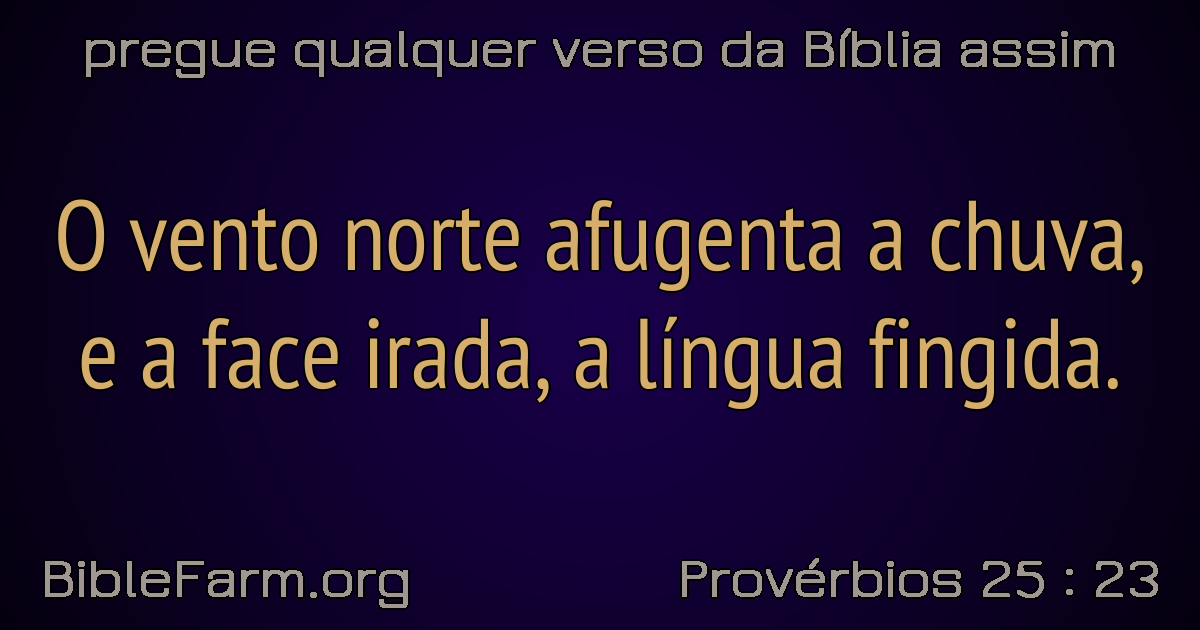 pregue qualquer verso da Bíblia assim
O vento norte afugenta a chuva,
e a face irada, a língua fingida.
BibleFarm.org
Provérbios 25 : 23